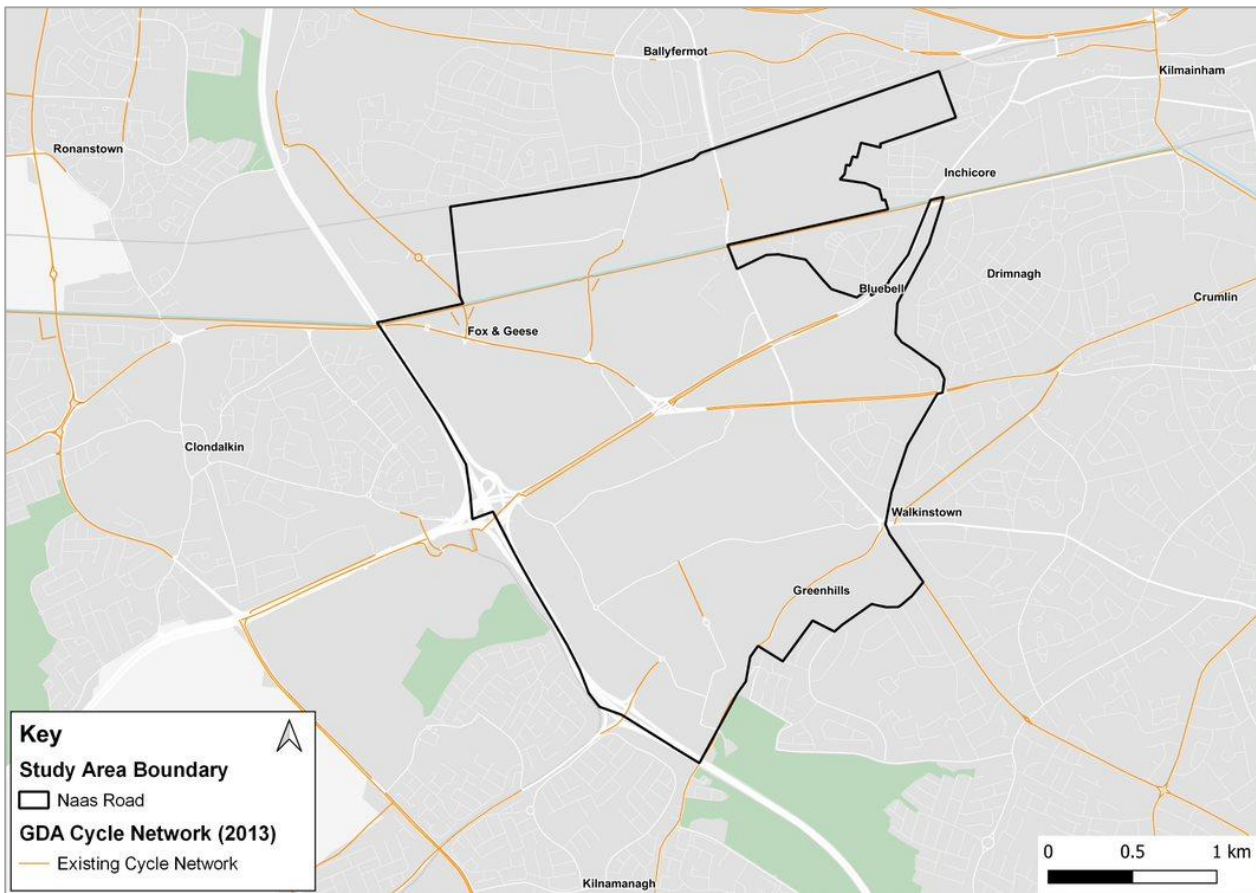 Ballyfermot
Kilmainham
Ronanstown
Inchicore
Drimnagh
Bluebell
Crumlin
Fox & Geese
Clondalkin
Walkinstown
Greenhills
Kilnamanagh
Key
Study Area Boundary
Naas Road
GDA Cycle Network (2013)
Existing Cycle Network
0 0.5 1 km